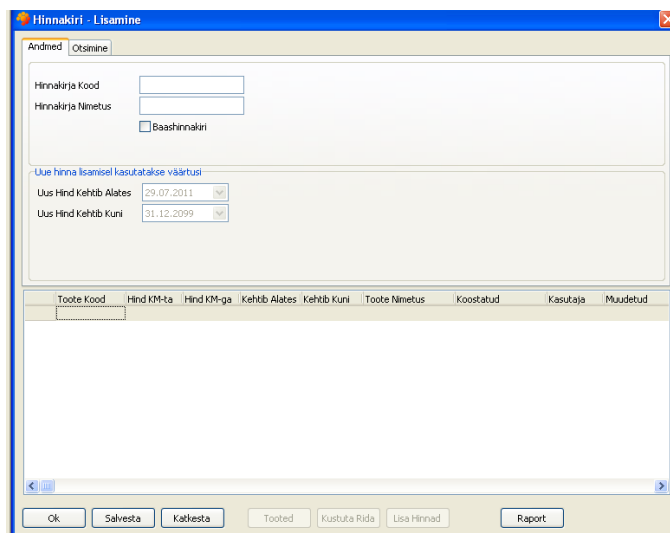 Hinnakiri - Lisamine
Andmed Otsimine
Hinnakirja Kood
Hinnakirja Nimetus
Baashinnakiri
Uue hinna lisamisel kasutatakse väärtusi
Uus Hind Kehtib Alates 29.07.2011
Uus Hind Kehtib Kuni 31.12.2099
Toote Kood Hind KM-ta Hind KM-ga Kehtib Alates Kehtib Kuni Toote Nimetus Koostatud Kasutaja Muudetud
Ok Salvesta Katkesta Tooted Kustuta Rida Lisa Hinnad Raport